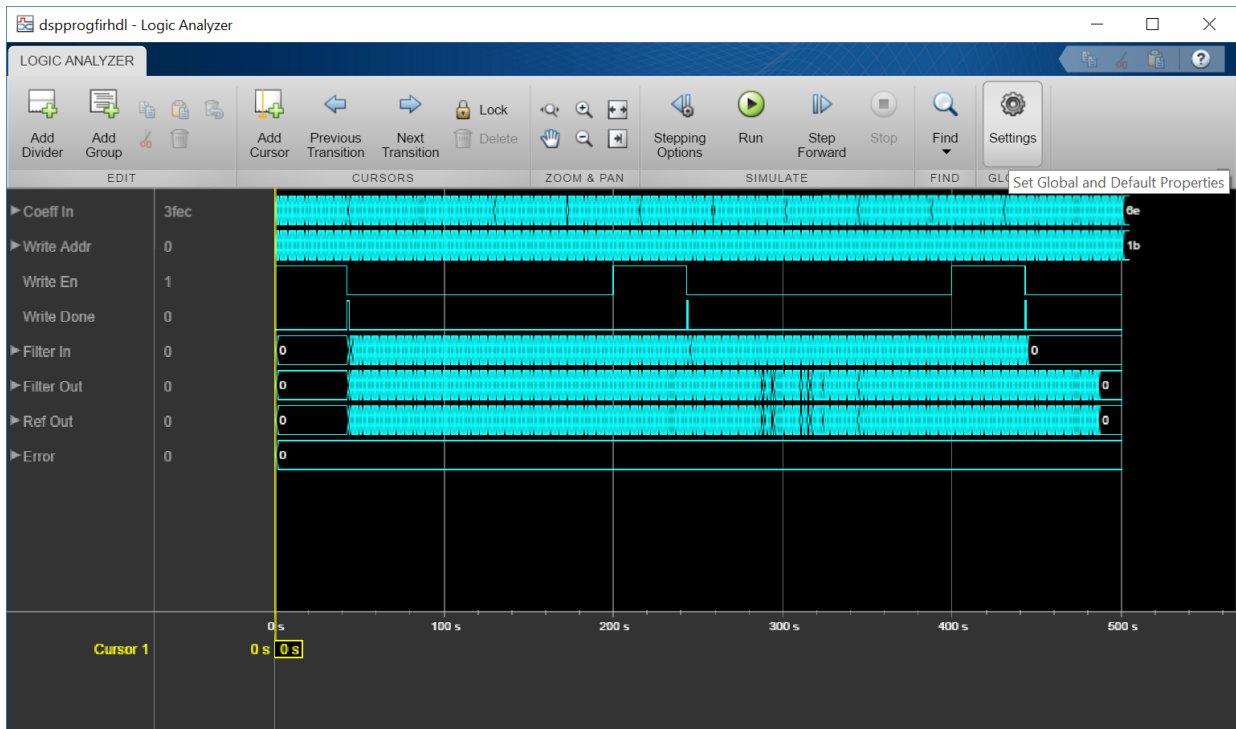 dspprogfirhdl - Logic Analyzer
LOGIC ANALYZER
?
Add Divider
Add Group
Add Cursor
Previous Transition
Next Transition
Lock
Delete
Stepping Options
Run
Step Forward
Stop
Find
Settings
EDIT
CURSORS
ZOOM & PAN
SIMULATE
FIND
GLO
Set Global and Default Properties
Coeff In 3fec 6e
Write Addr 0 1b
Write En 1
Write Done 0
Filter In 0 0 0
Filter Out 0 0 0
Ref Out 0 0 0
Error 0 0
0 s 100 s 200 s 300 s 400 s 500 s
Cursor 1 0 s 0 s